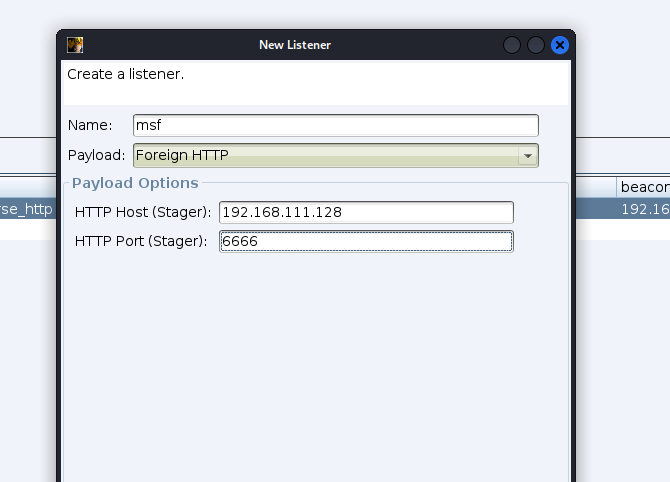 New Listener
Create a listener.
Name: msf
Payload: Foreign HTTP
Payload Options
HTTP Host (Stager): 192.168.111.128
HTTP Port (Stager): 6666
beacon
rse_http
192.16